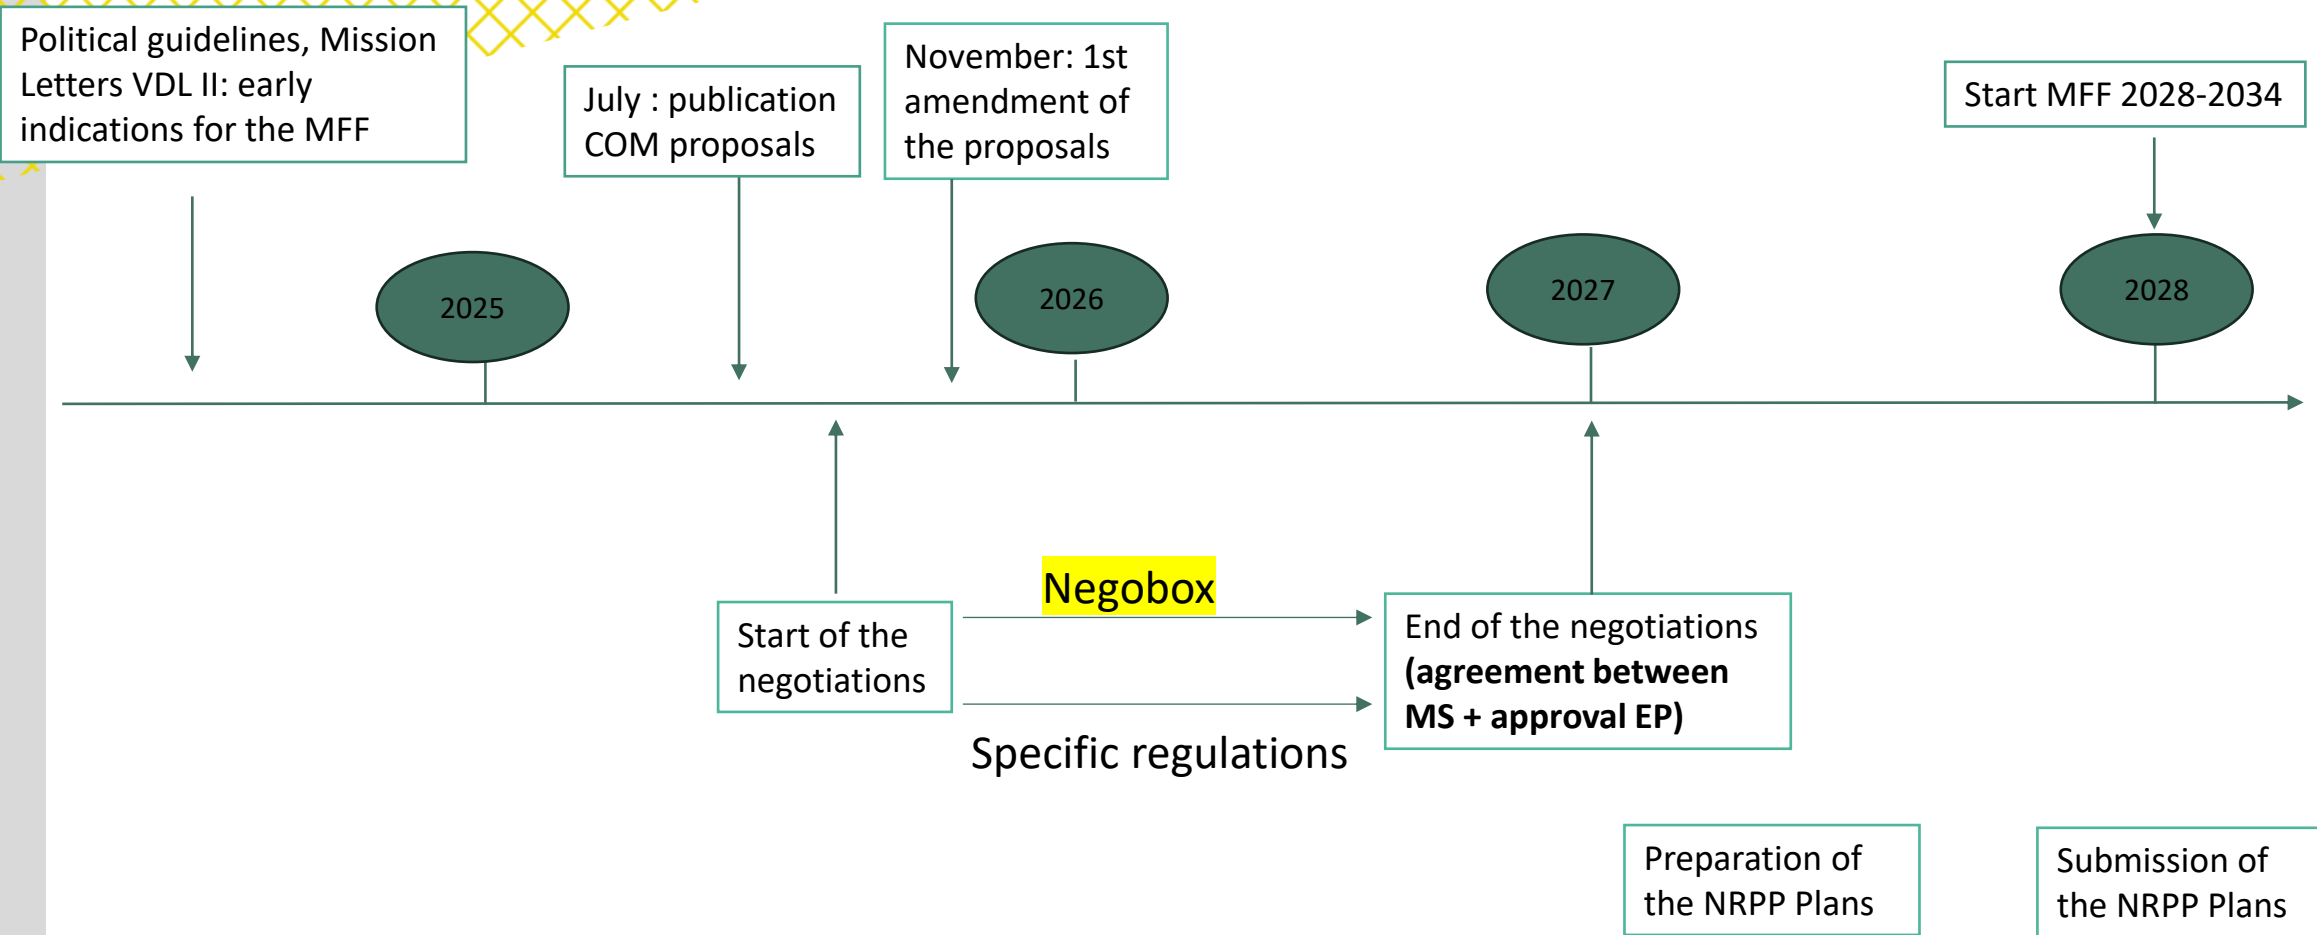 Political guidelines, Mission
Letters VDL II: early
indications for the MFF
July : publication
COM proposals
November: 1st
amendment of
the proposals
Start MFF 2028-2034
2025
2026
2027
2028
Start of the
negotiations
Negobox
Specific regulations
End of the negotiations
(agreement between
MS + approval EP)
Preparation of
the NRPP Plans
Submission of
the NRPP Plans